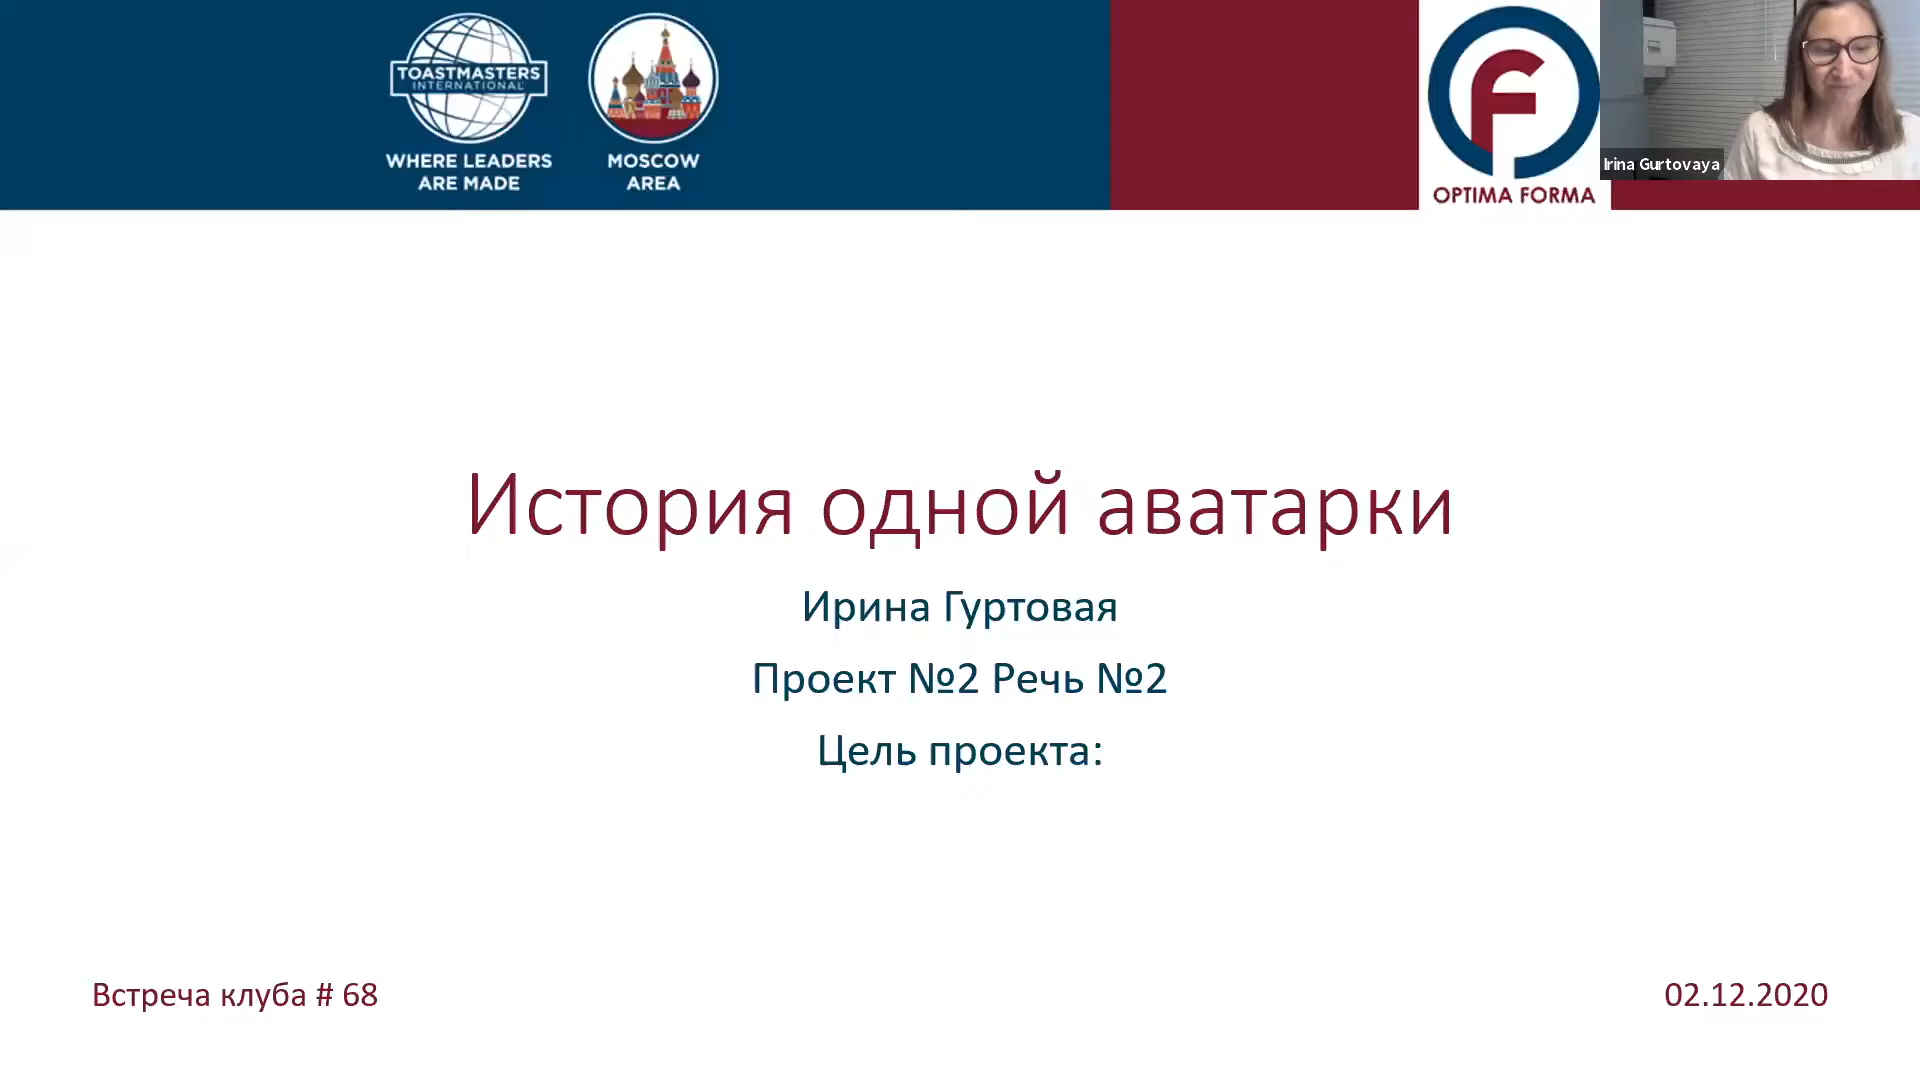 TOASTMASTERS
INTERNATIONAL
WHERE LEADERS
ARE MADE
MOSCOW
AREA
OPTIMA FORMA
Irina Gurtovaya
История одной аватарки
Ирина Гуртовая
Проект №2 Речь №2
Цель проекта:
Встреча клуба # 68
02.12.2020